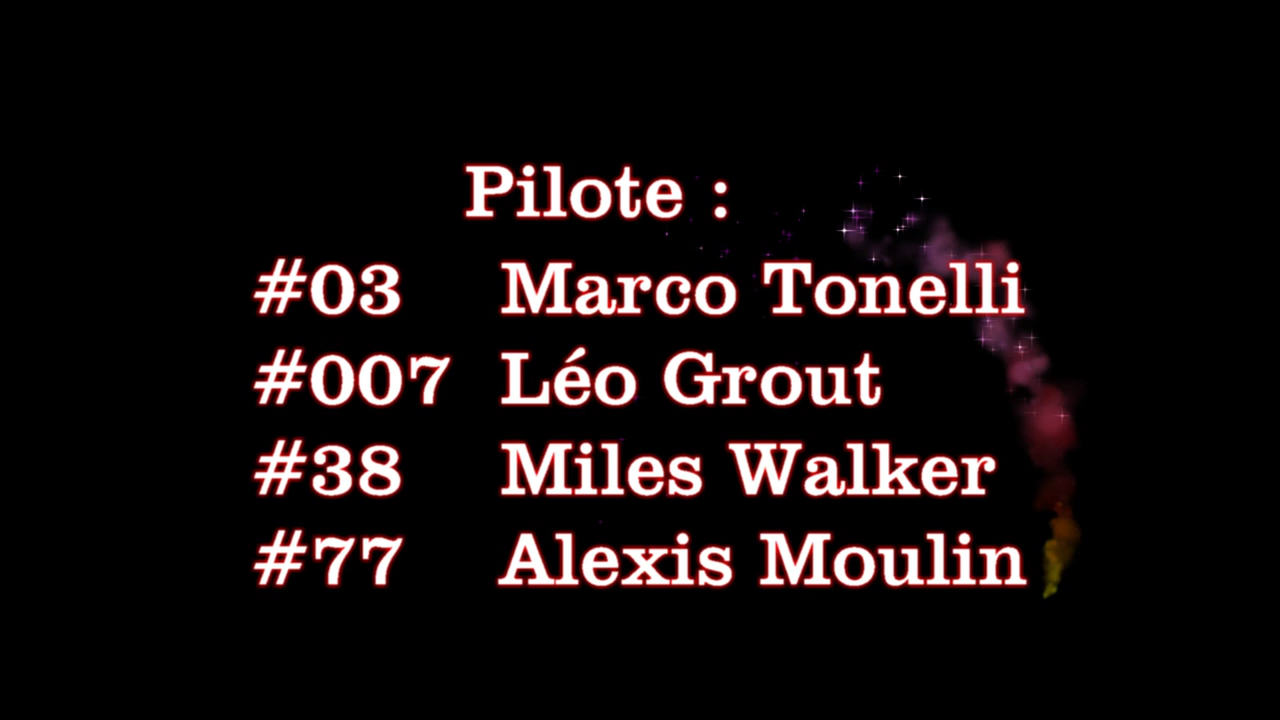 Pilote :
#03 Marco Tonelli
#007 Léo Grout
#38 Miles Walker
#77 Alexis Moulin